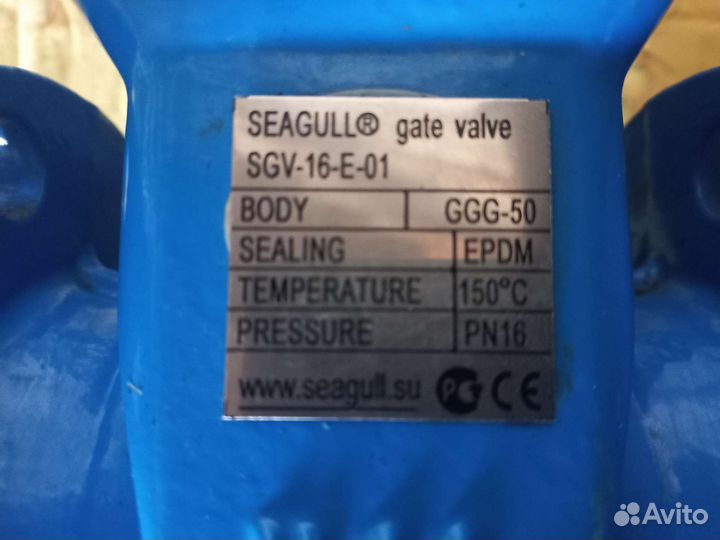 SEAGULL® gate valve
SGV-16-E-01
BODY GGG-50
SEALING EPDM
TEMPERATURE 150°C
PRESSURE PN16
www.seagull.su РСТ CE
Avito